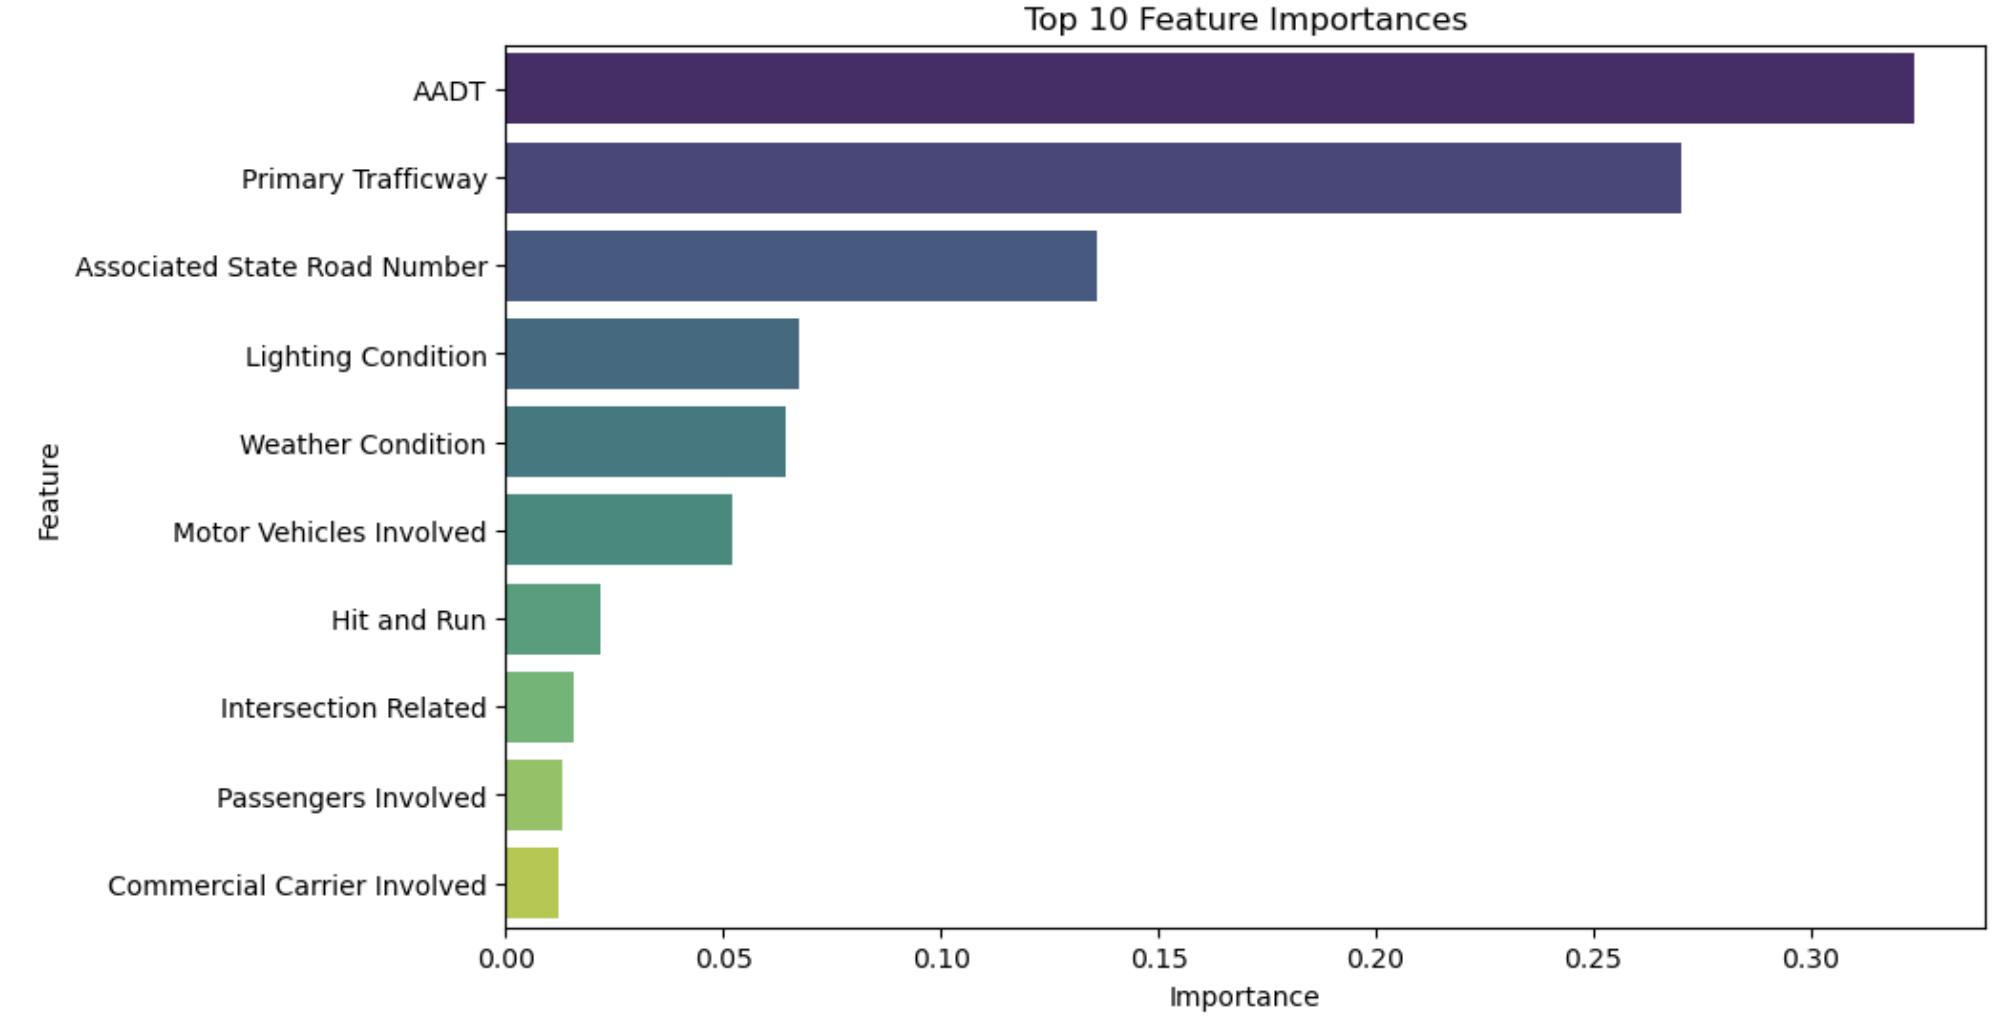 Top 10 Feature Importances
AADT
Primary Trafficway
Associated State Road Number
Lighting Condition
Weather Condition
Motor Vehicles Involved
Hit and Run
Intersection Related
Passengers Involved
Commercial Carrier Involved
Feature
0.00 0.05 0.10 0.15 0.20 0.25 0.30
Importance